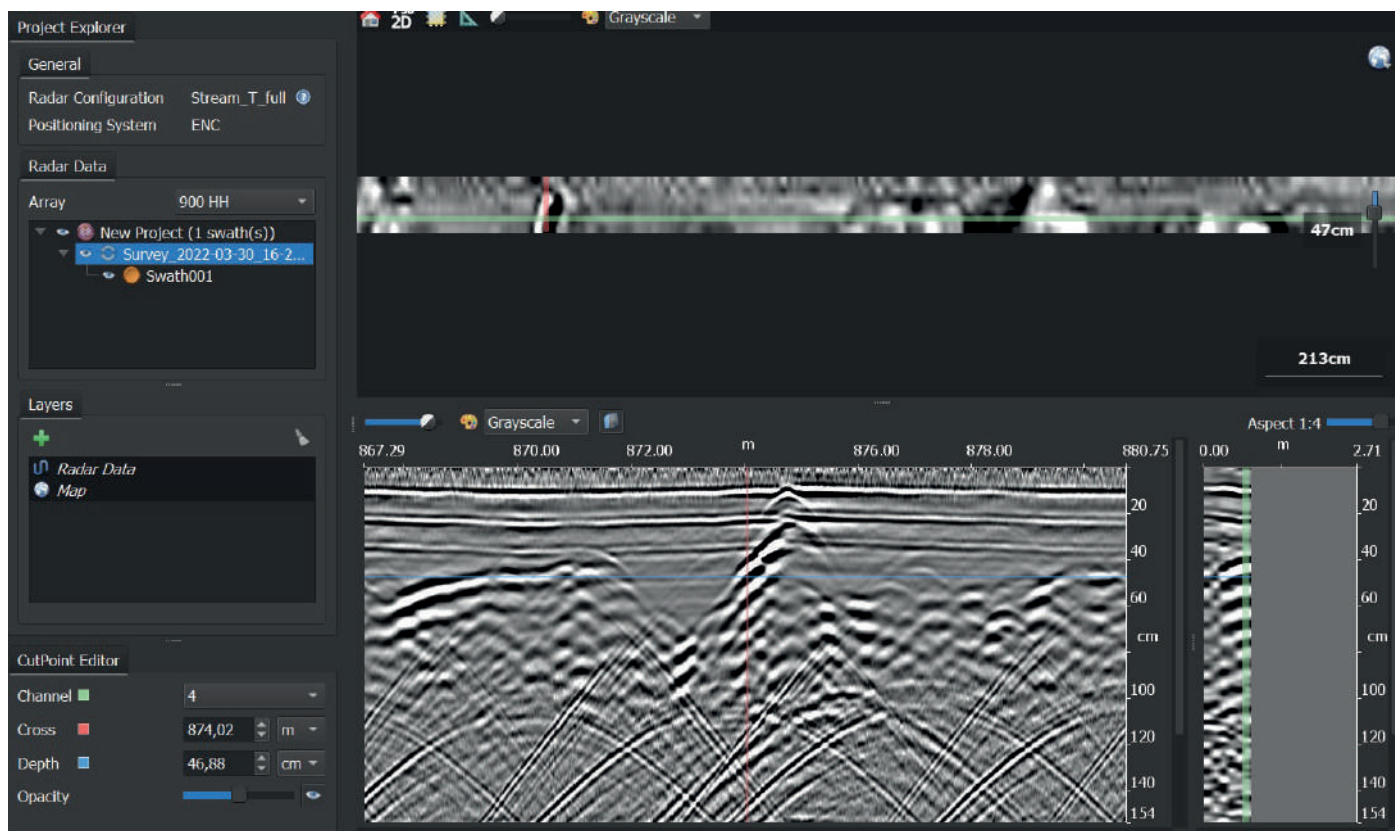 Project Explorer
General
Radar Configuration Stream_T_full
Positioning System ENC
Radar Data
Array 900 HH
New Project (1 swath(s))
Survey_2022-03-30_16-2...
Swath001
Layers
Radar Data
Map
CutPoint Editor
Channel 4
Cross 874,02 m
Depth 46,88 cm
Opacity
2D Grayscale
47cm
213cm
Grayscale
Aspect 1:4
867.29 870.00 872.00 m 876.00 878.00 880.75
20
40
60
cm
100
120
140
154
0.00 m 2.71
20
40
60
cm
100
120
140
154